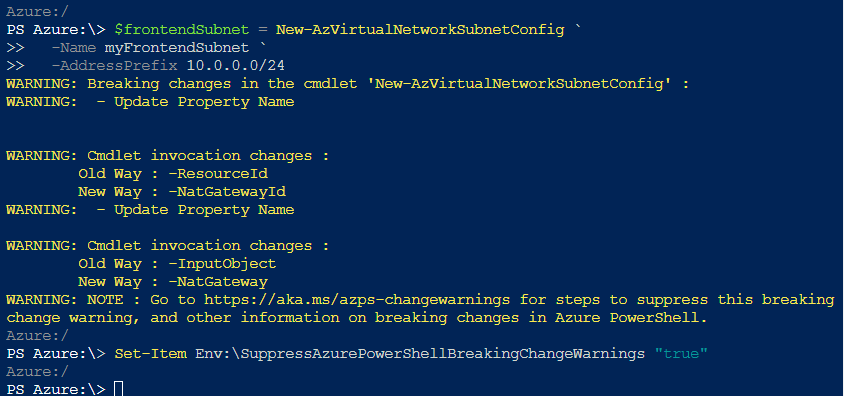 Azure:/
PS Azure:\> $frontendSubnet = New-AzVirtualNetworkSubnetConfig `
>>   -Name myFrontendSubnet `
>>   -AddressPrefix 10.0.0.0/24
WARNING: Breaking changes in the cmdlet 'New-AzVirtualNetworkSubnetConfig' :
WARNING:  - Update Property Name
WARNING: Cmdlet invocation changes :
        Old Way : -ResourceId
        New Way : -NatGatewayId
WARNING:  - Update Property Name
WARNING: Cmdlet invocation changes :
        Old Way : -InputObject
        New Way : -NatGateway
WARNING: NOTE : Go to https://aka.ms/azps-changewarnings for steps to suppress this breaking
change warning, and other information on breaking changes in Azure PowerShell.
Azure:/
PS Azure:\> Set-Item Env:\SuppressAzurePowerShellBreakingChangeWarnings "true"
Azure:/
PS Azure:\>